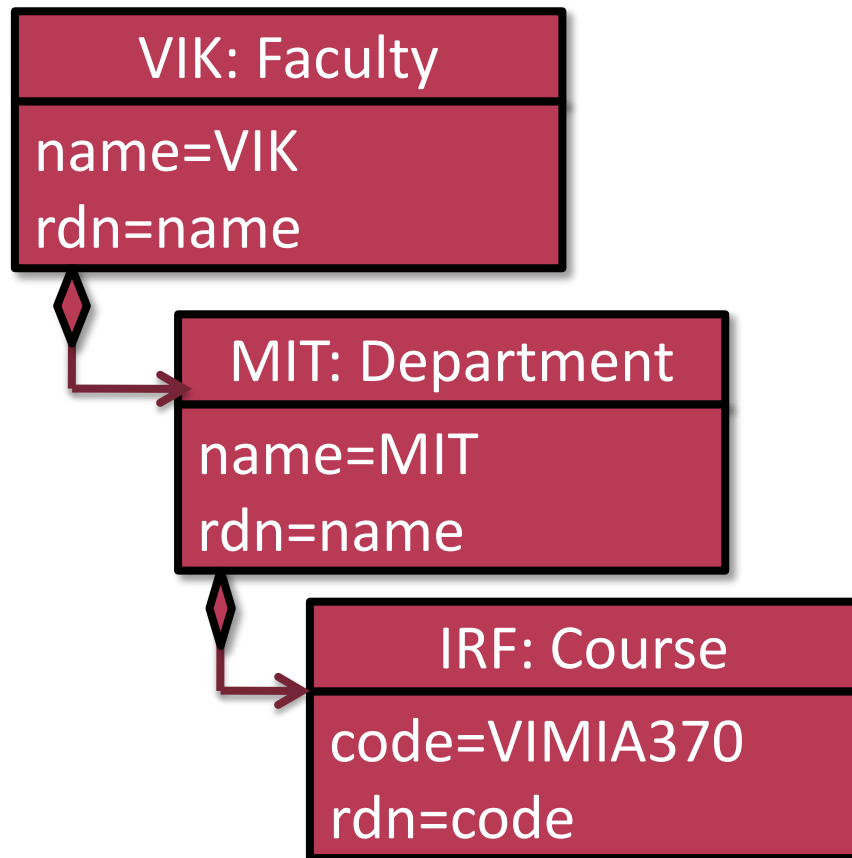 VIK: Faculty
name=VIK
rdn=name
MIT: Department
name=MIT
rdn=name
IRF: Course
code=VIMIA370
rdn=code